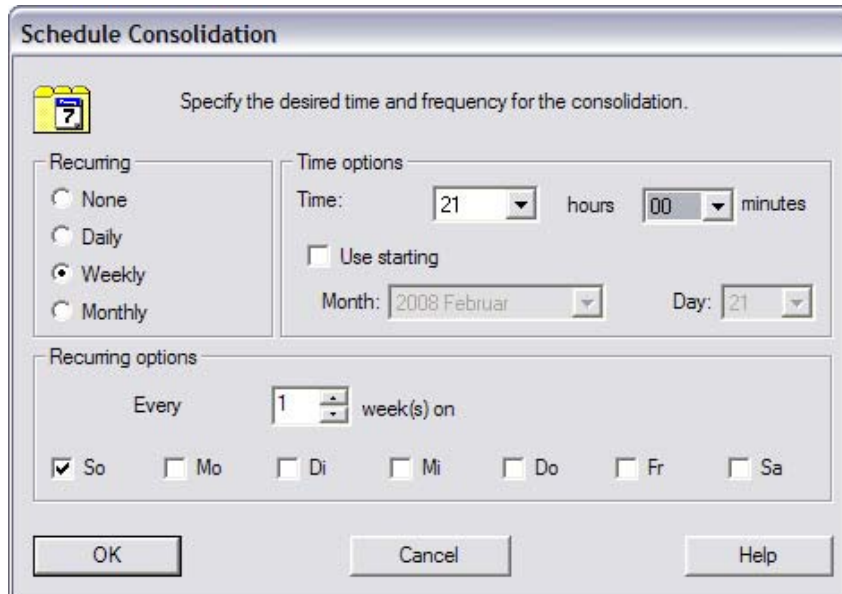 Schedule Consolidation
7
Specify the desired time and frequency for the consolidation.
Recurring
None
Daily
Weekly
Monthly
Time options
Time: 21 hours 00 minutes
Use starting
Month: 2008 Februar Day: 21
Recurring options
Every 1 week(s) on
So Mo Di Mi Do Fr Sa
OK Cancel Help